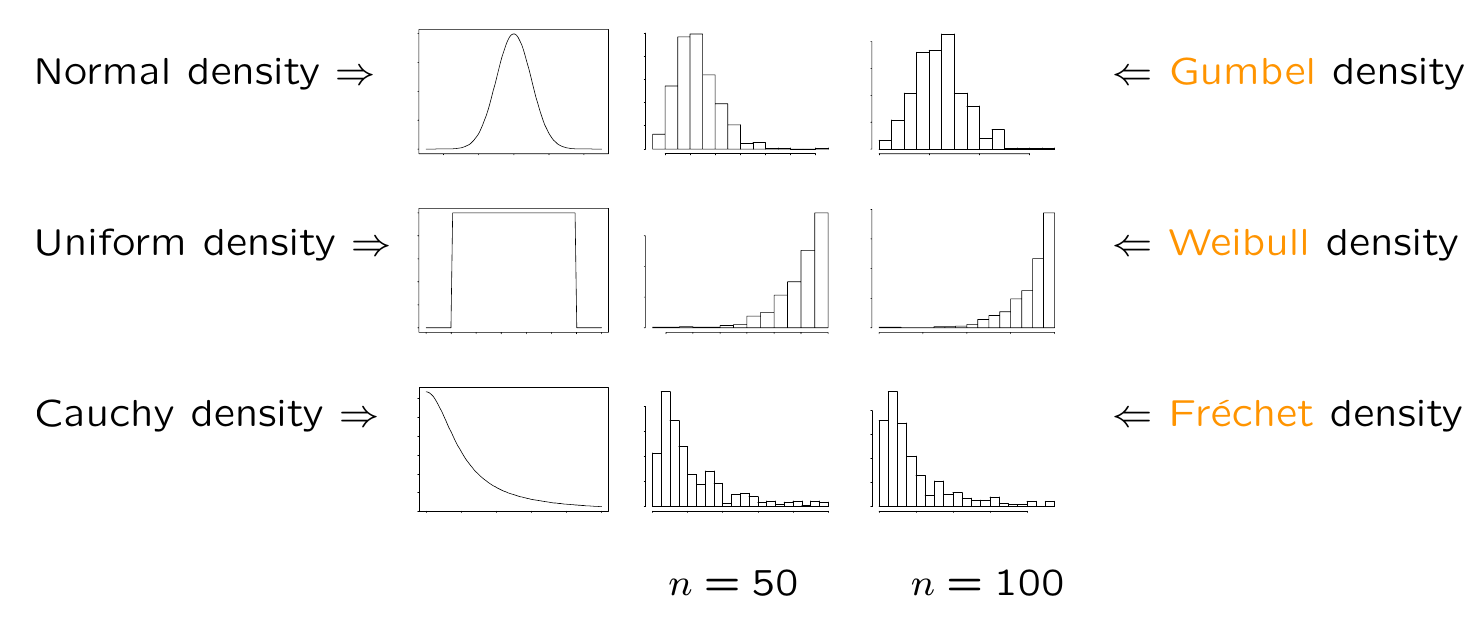 Normal density ⇒ ⇐ Gumbel density
Uniform density ⇒ ⇐ Weibull density
Cauchy density ⇒ ⇐ Fréchet density
n = 50 n = 100